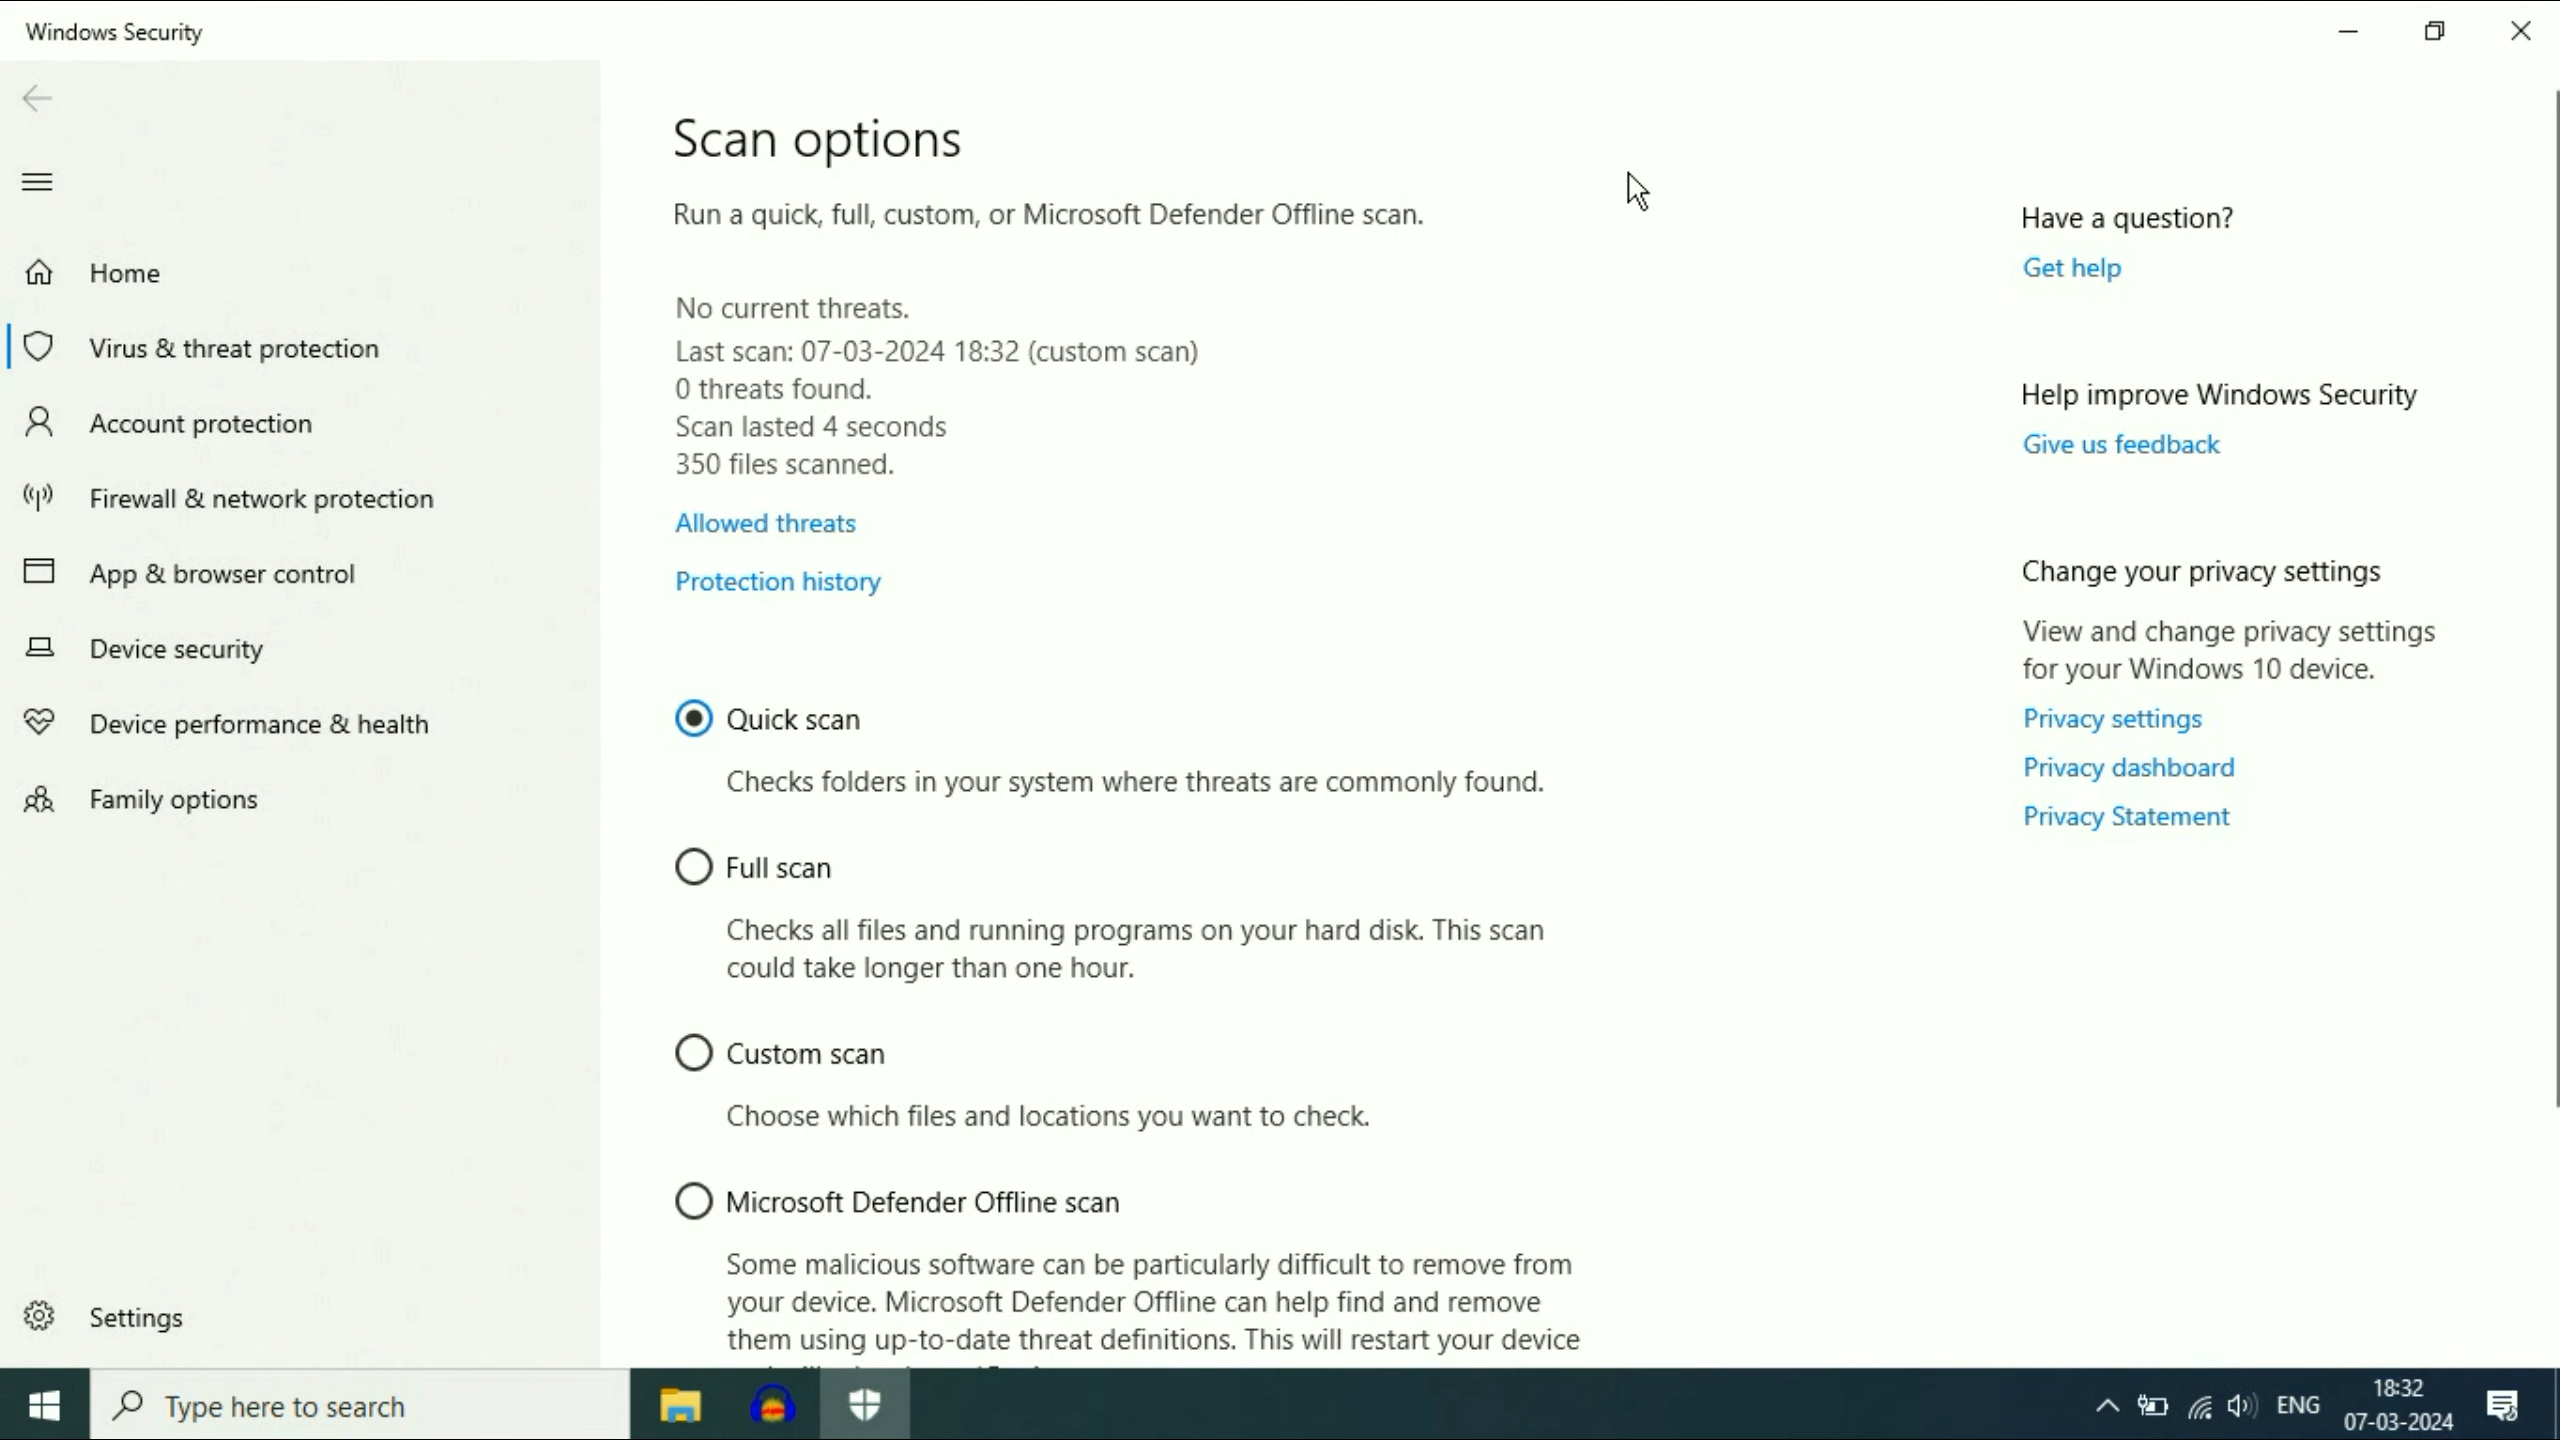 Windows Security
Home
Virus & threat protection
Account protection
Firewall & network protection
App & browser control
Device security
Device performance & health
Family options
Settings
Scan options
Run a quick, full, custom, or Microsoft Defender Offline scan.
No current threats.
Last scan: 07-03-2024 18:32 (custom scan)
0 threats found.
Scan lasted 4 seconds
350 files scanned.
Allowed threats
Protection history
Quick scan
Checks folders in your system where threats are commonly found.
Full scan
Checks all files and running programs on your hard disk. This scan
could take longer than one hour.
Custom scan
Choose which files and locations you want to check.
Microsoft Defender Offline scan
Some malicious software can be particularly difficult to remove from
your device. Microsoft Defender Offline can help find and remove
them using up-to-date threat definitions. This will restart your device
Have a question?
Get help
Help improve Windows Security
Give us feedback
Change your privacy settings
View and change privacy settings
for your Windows 10 device.
Privacy settings
Privacy dashboard
Privacy Statement
Type here to search
ENG
18:32
07-03-2024